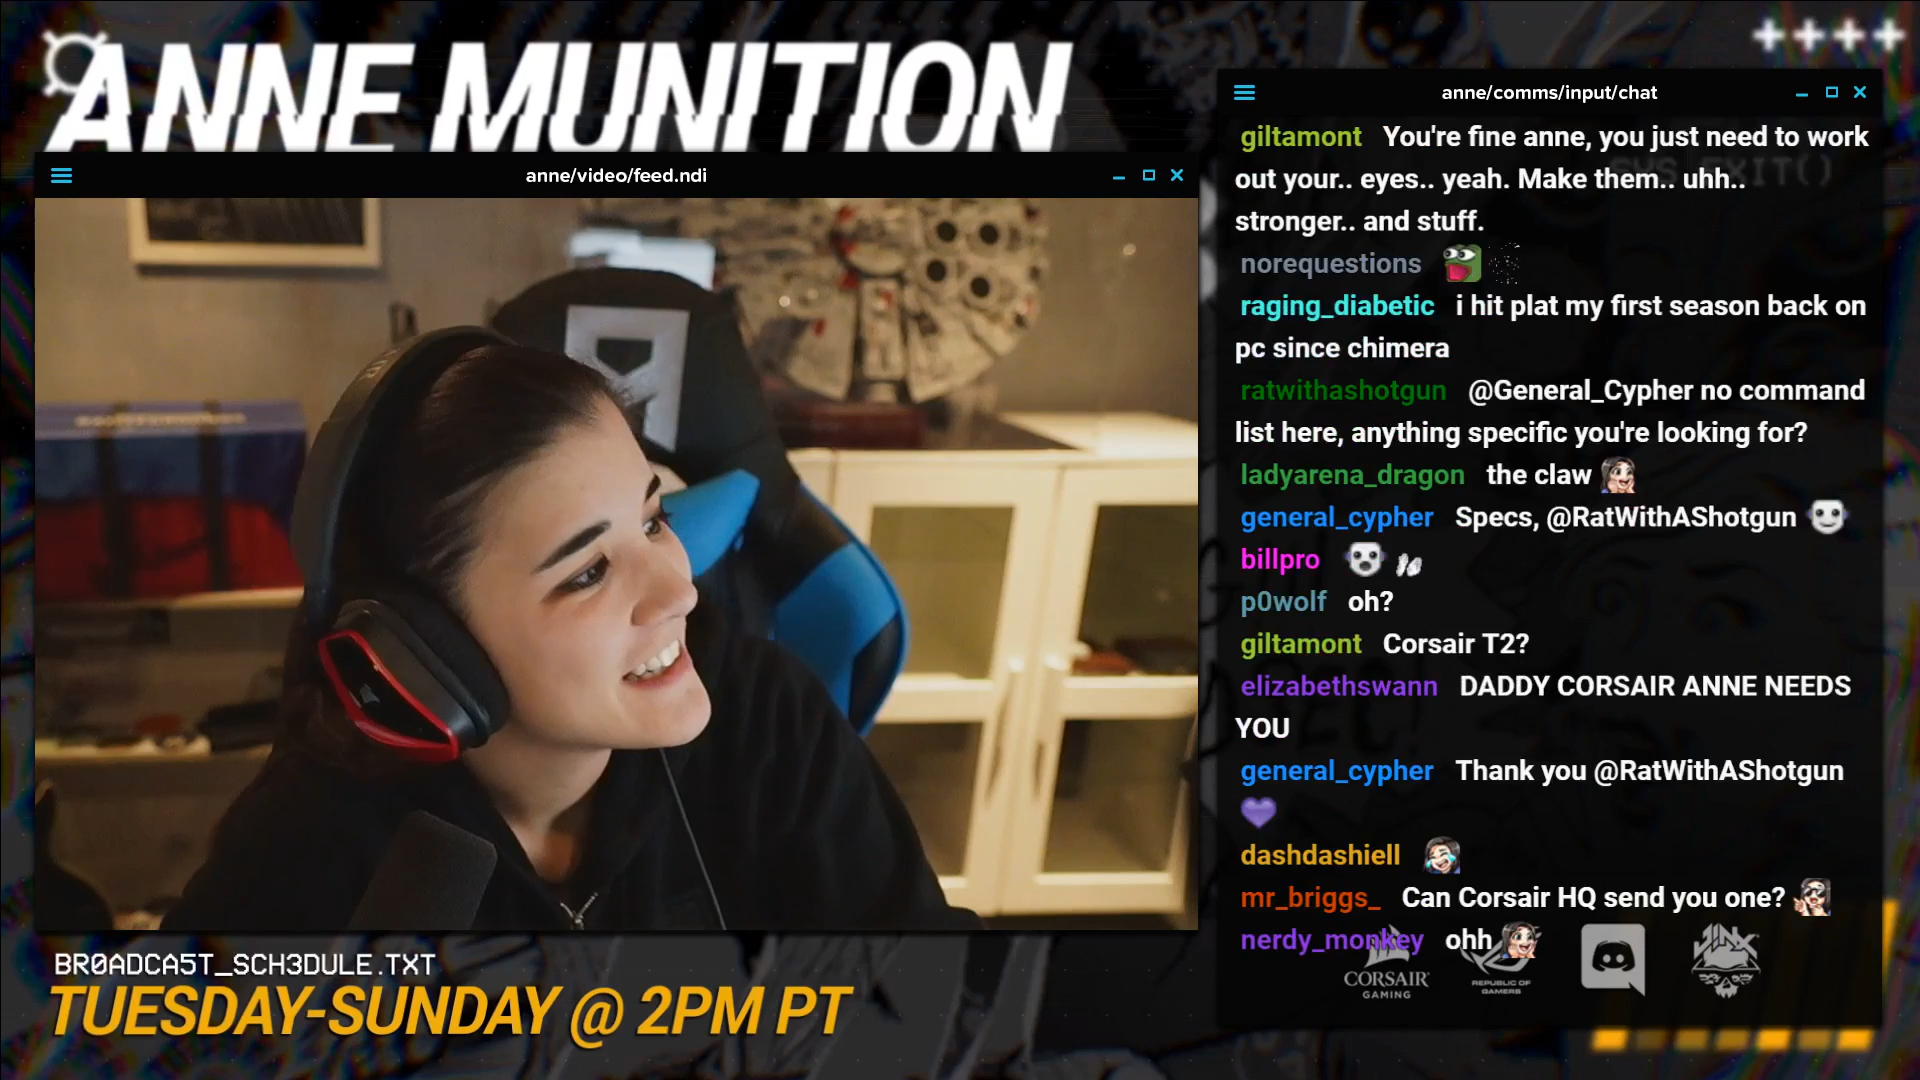 ANNE MUNITION
anne/video/feed.ndi
anne/comms/input/chat
giltamont You're fine anne, you just need to work
out your.. eyes.. yeah. Make them.. uhh..
stronger.. and stuff.
norequestions
raging_diabetic i hit plat my first season back on
pc since chimera
ratwithashotgun @General_Cypher no command
list here, anything specific you're looking for?
ladyarena_dragon the claw
general_cypher Specs, @RatWithAShotgun
billpro
p0wolf oh?
giltamont Corsair T2?
elizabethswann DADDY CORSAIR ANNE NEEDS
YOU
general_cypher Thank you @RatWithAShotgun
dashdashiell
mr_briggs_ Can Corsair HQ send you one?
nerdy_monkey ohh
CORSAIR
GAMING
REPUBLIC OF
GAMERS
JINX
BR0ADCA5T_SCH3DULE.TXT
TUESDAY-SUNDAY @ 2PM PT